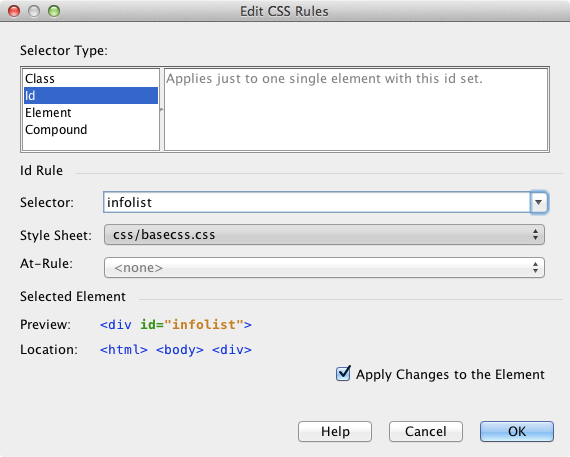 Edit CSS Rules
Selector Type:
Class
Id
Element
Compound
Applies just to one single element with this id set.
Id Rule
Selector: infolist
Style Sheet: css/basecss.css
At-Rule: <none>
Selected Element
Preview: <div id="infolist">
Location: <html> <body> <div>
Apply Changes to the Element
Help Cancel OK